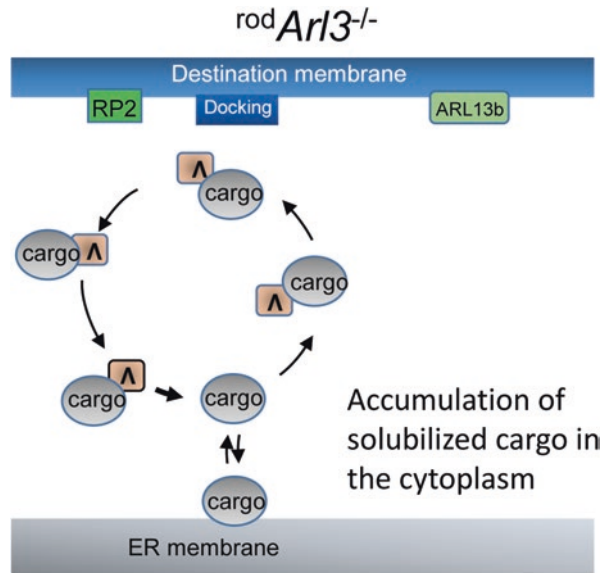 rodArl3-/-
Destination membrane
RP2 Docking ARL13b
Λ
cargo
cargo Λ
cargo
Λ
Λ
cargo
cargo
Accumulation of
solubilized cargo in
the cytoplasm
cargo
ER membrane